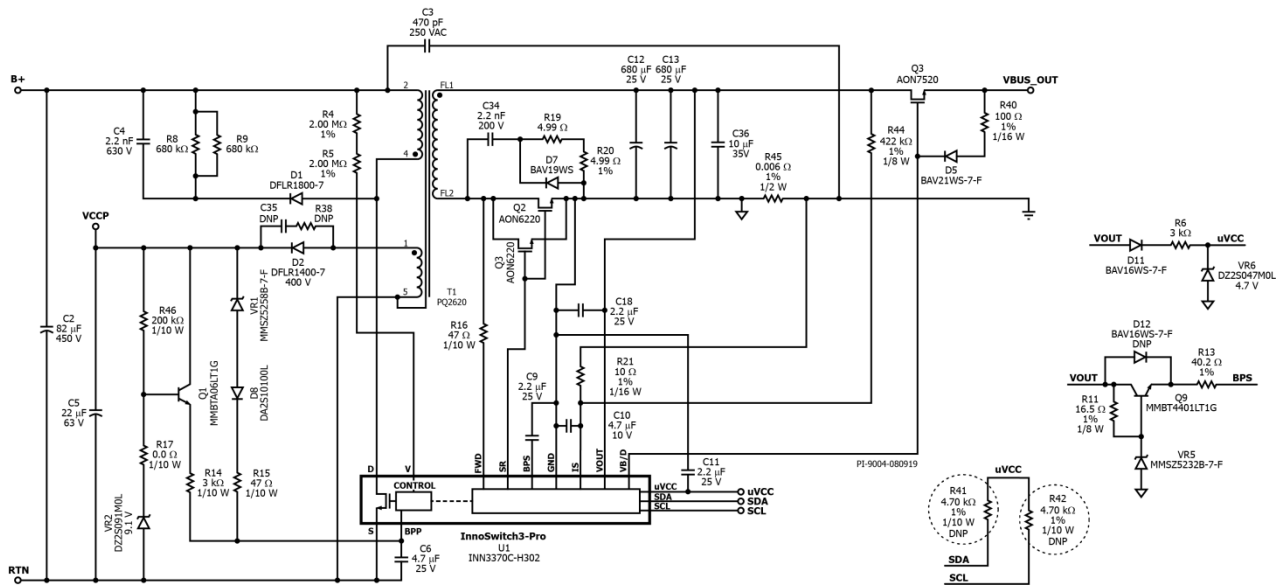 C3
470 pF
250 VAC
B+
C4
2.2 nF
630 V
R8
680 kΩ
R9
680 kΩ
R4
2.00 MΩ
1%
R5
2.00 MΩ
1%
D1
DFLR1800-7
2
4
FL1
FL2
C34
2.2 nF
200 V
R19
4.99 Ω
R20
4.99 Ω
1%
D7
BAV19WS
Q2
AON6220
Q3
AON6220
C12
680 µF
25 V
C13
680 µF
25 V
C36
10 µF
35V
R45
0.006 Ω
1%
1/2 W
R44
422 kΩ
1%
1/8 W
Q3
AON7520
VBUS_OUT
R40
100 Ω
1%
1/16 W
D5
BAV21WS-7-F
VCCP
C35
DNP
R38
DNP
D2
DFLR1400-7
400 V
1
5
T1
PQ2620
C2
82 µF
450 V
C5
22 µF
63 V
R46
200 kΩ
1/10 W
Q1
MMBTA06LT1G
VR1
MMSZ5258B-7-F
D8
DA2S10100L
R17
0.0 Ω
1/10 W
R14
3 kΩ
1/10 W
R15
47 Ω
1/10 W
VR2
DZ2S091M0L
9.1 V
R16
47 Ω
1/10 W
C18
2.2 µF
25 V
R21
10 Ω
1%
1/16 W
C9
2.2 µF
25 V
C10
4.7 µF
10 V
C11
2.2 µF
25 V
D
V
S
BPP
CONTROL
FWD
SR
BPS
GND
IS
VOUT
VB/D
uVCC
SDA
SCL
uVCC
SDA
SCL
InnoSwitch3-Pro
U1
INN3370C-H302
C6
4.7 µF
25 V
RTN
PI-9004-080919
VOUT
D11
BAV16WS-7-F
R6
3 kΩ
uVCC
VR6
DZ2S047M0L
4.7 V
D12
BAV16WS-7-F
DNP
VOUT
R13
40.2 Ω
1%
BPS
R11
16.5 Ω
1%
1/8 W
Q9
MMBT4401LT1G
VR5
MMSZ5232B-7-F
uVCC
R41
4.70 kΩ
1%
1/10 W
DNP
R42
4.70 kΩ
1%
1/10 W
DNP
SDA
SCL